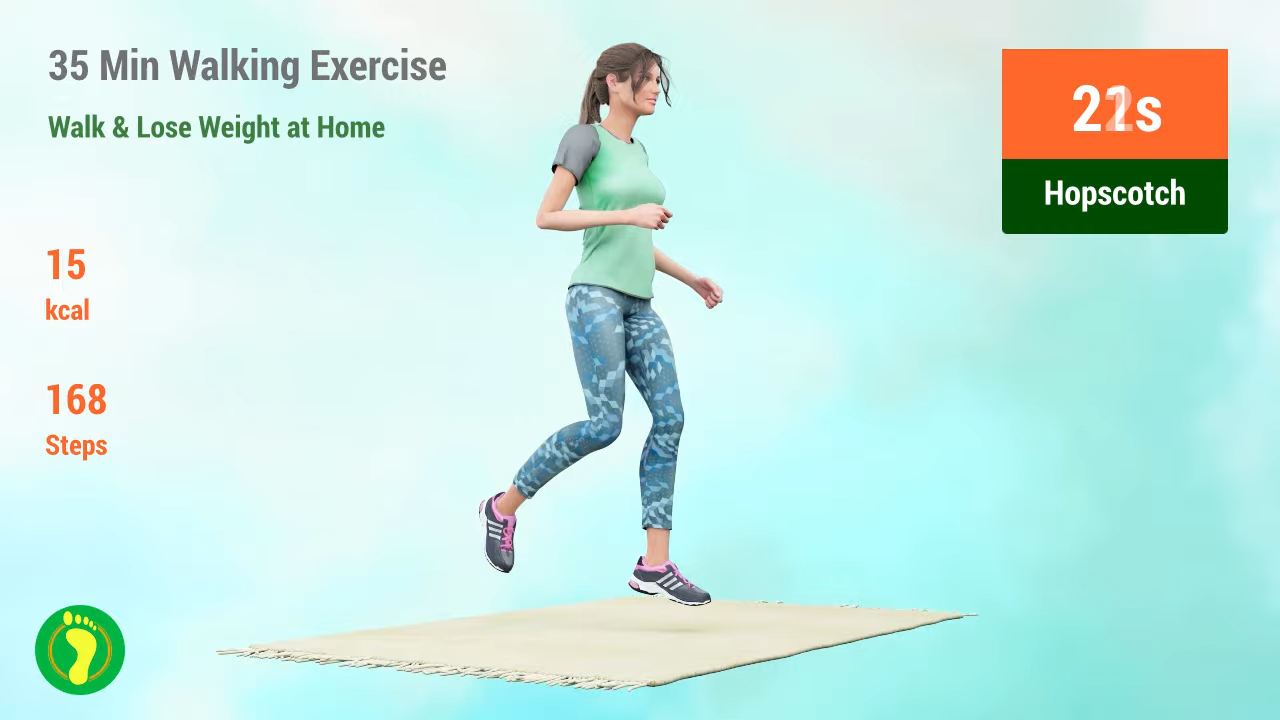 35 Min Walking Exercise
Walk & Lose Weight at Home
15
kcal
168
Steps
Hopscotch